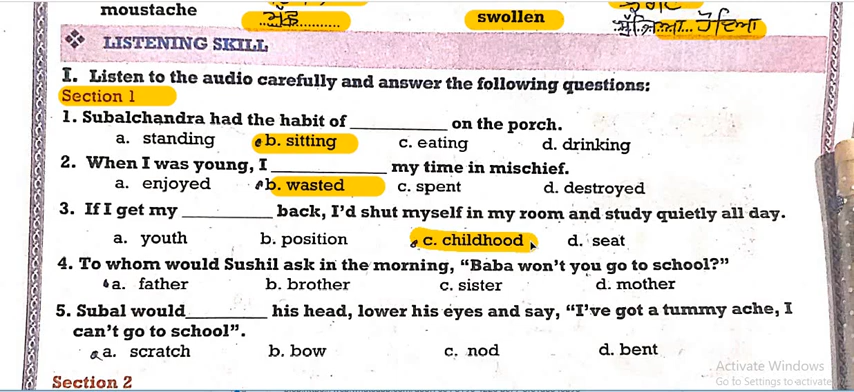 moustache swollen
❖ LISTENING SKILL
I. Listen to the audio carefully and answer the following questions:
Section 1
1. Subalchandra had the habit of __________ on the porch.
a. standing b. sitting c. eating d. drinking
2. When I was young, I ____________ my time in mischief.
a. enjoyed b. wasted c. spent d. destroyed
3. If I get my __________ back, I’d shut myself in my room and study quietly all day.
a. youth b. position c. childhood d. seat
4. To whom would Sushil ask in the morning, “Baba won’t you go to school?”
a. father b. brother c. sister d. mother
5. Subal would_________ his head, lower his eyes and say, “I’ve got a tummy ache, I
can’t go to school”.
a. scratch b. bow c. nod d. bent
Activate Windows
Go to Settings to activate
Section 2